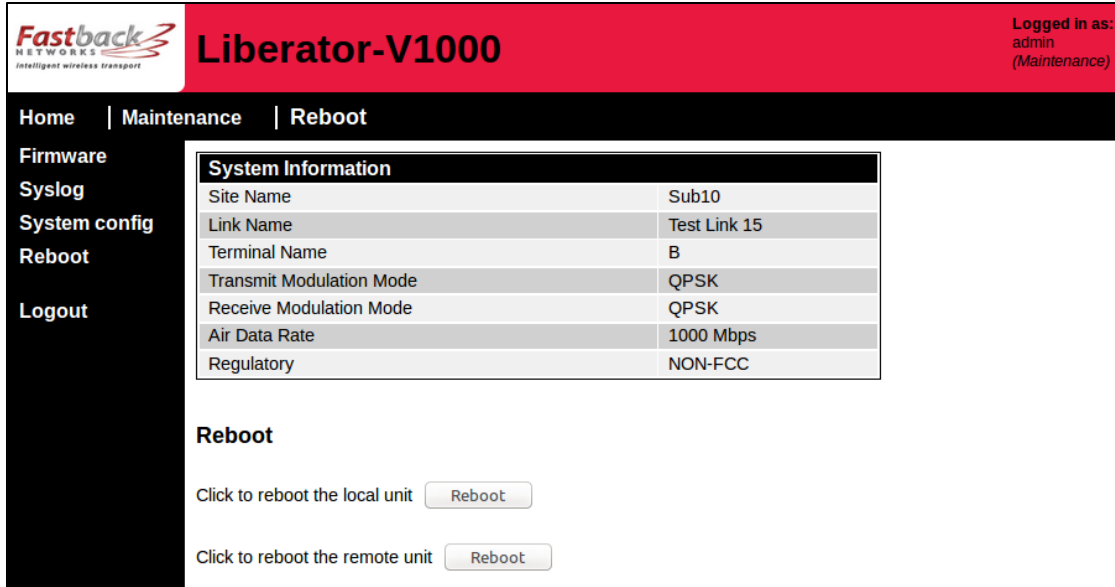 Fastback
NETWORKS
intelligent wireless transport
Liberator-V1000
Logged in as:
admin
(Maintenance)
Home | Maintenance | Reboot
Firmware
Syslog
System config
Reboot
Logout
System Information
Site Name Sub10
Link Name Test Link 15
Terminal Name B
Transmit Modulation Mode QPSK
Receive Modulation Mode QPSK
Air Data Rate 1000 Mbps
Regulatory NON-FCC
Reboot
Click to reboot the local unit Reboot
Click to reboot the remote unit Reboot